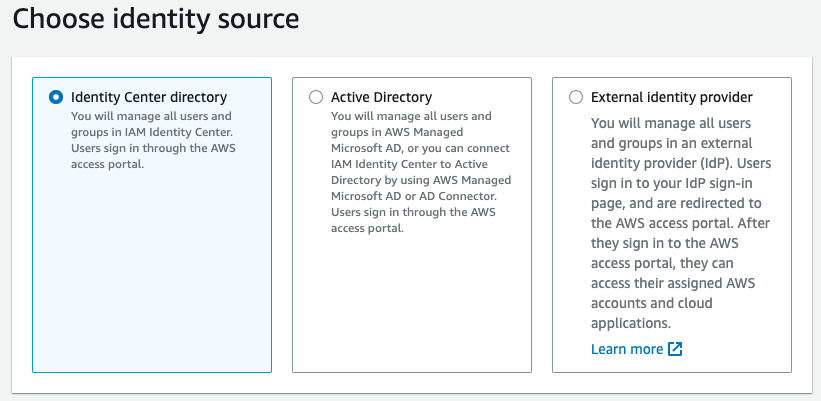 Choose identity source
Identity Center directory
You will manage all users and
groups in IAM Identity Center.
Users sign in through the AWS
access portal.
Active Directory
You will manage all users and
groups in AWS Managed
Microsoft AD, or you can connect
IAM Identity Center to Active
Directory by using AWS Managed
Microsoft AD or AD Connector.
Users sign in through the AWS
access portal.
External identity provider
You will manage all users
and groups in an external
identity provider (IdP). Users
sign in to your IdP sign-in
page, and are redirected to
the AWS access portal. After
they sign in to the AWS
access portal, they can
access their assigned AWS
accounts and cloud
applications.
Learn more